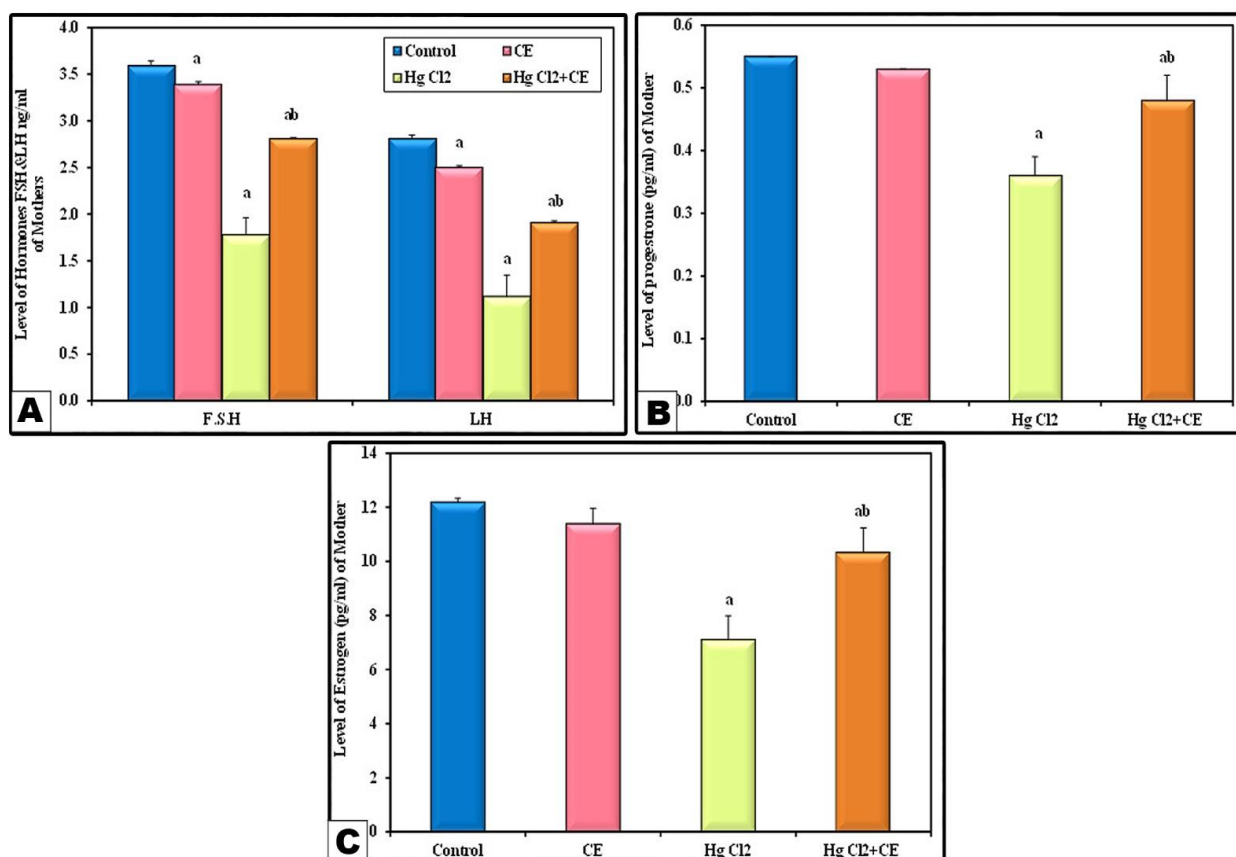 Level of Hormones FSH &LH ng/ml
of Mothers
4.0
3.5
3.0
2.5
2.0
1.5
1.0
0.5
0.0
Control
CE
Hg Cl2
Hg Cl2+CE
a
a
ab
a
a
ab
F.S.H
LH
A
Level of progestrone (pg/ml) of Mother
0.6
0.5
0.4
0.3
0.2
0.1
0.0
a
ab
Control
CE
Hg Cl2
Hg Cl2+CE
B
Level of Estrogen (pg/ml) of Mother
14
12
10
8
6
4
2
0
a
ab
Control
CE
Hg Cl2
Hg Cl2+CE
C